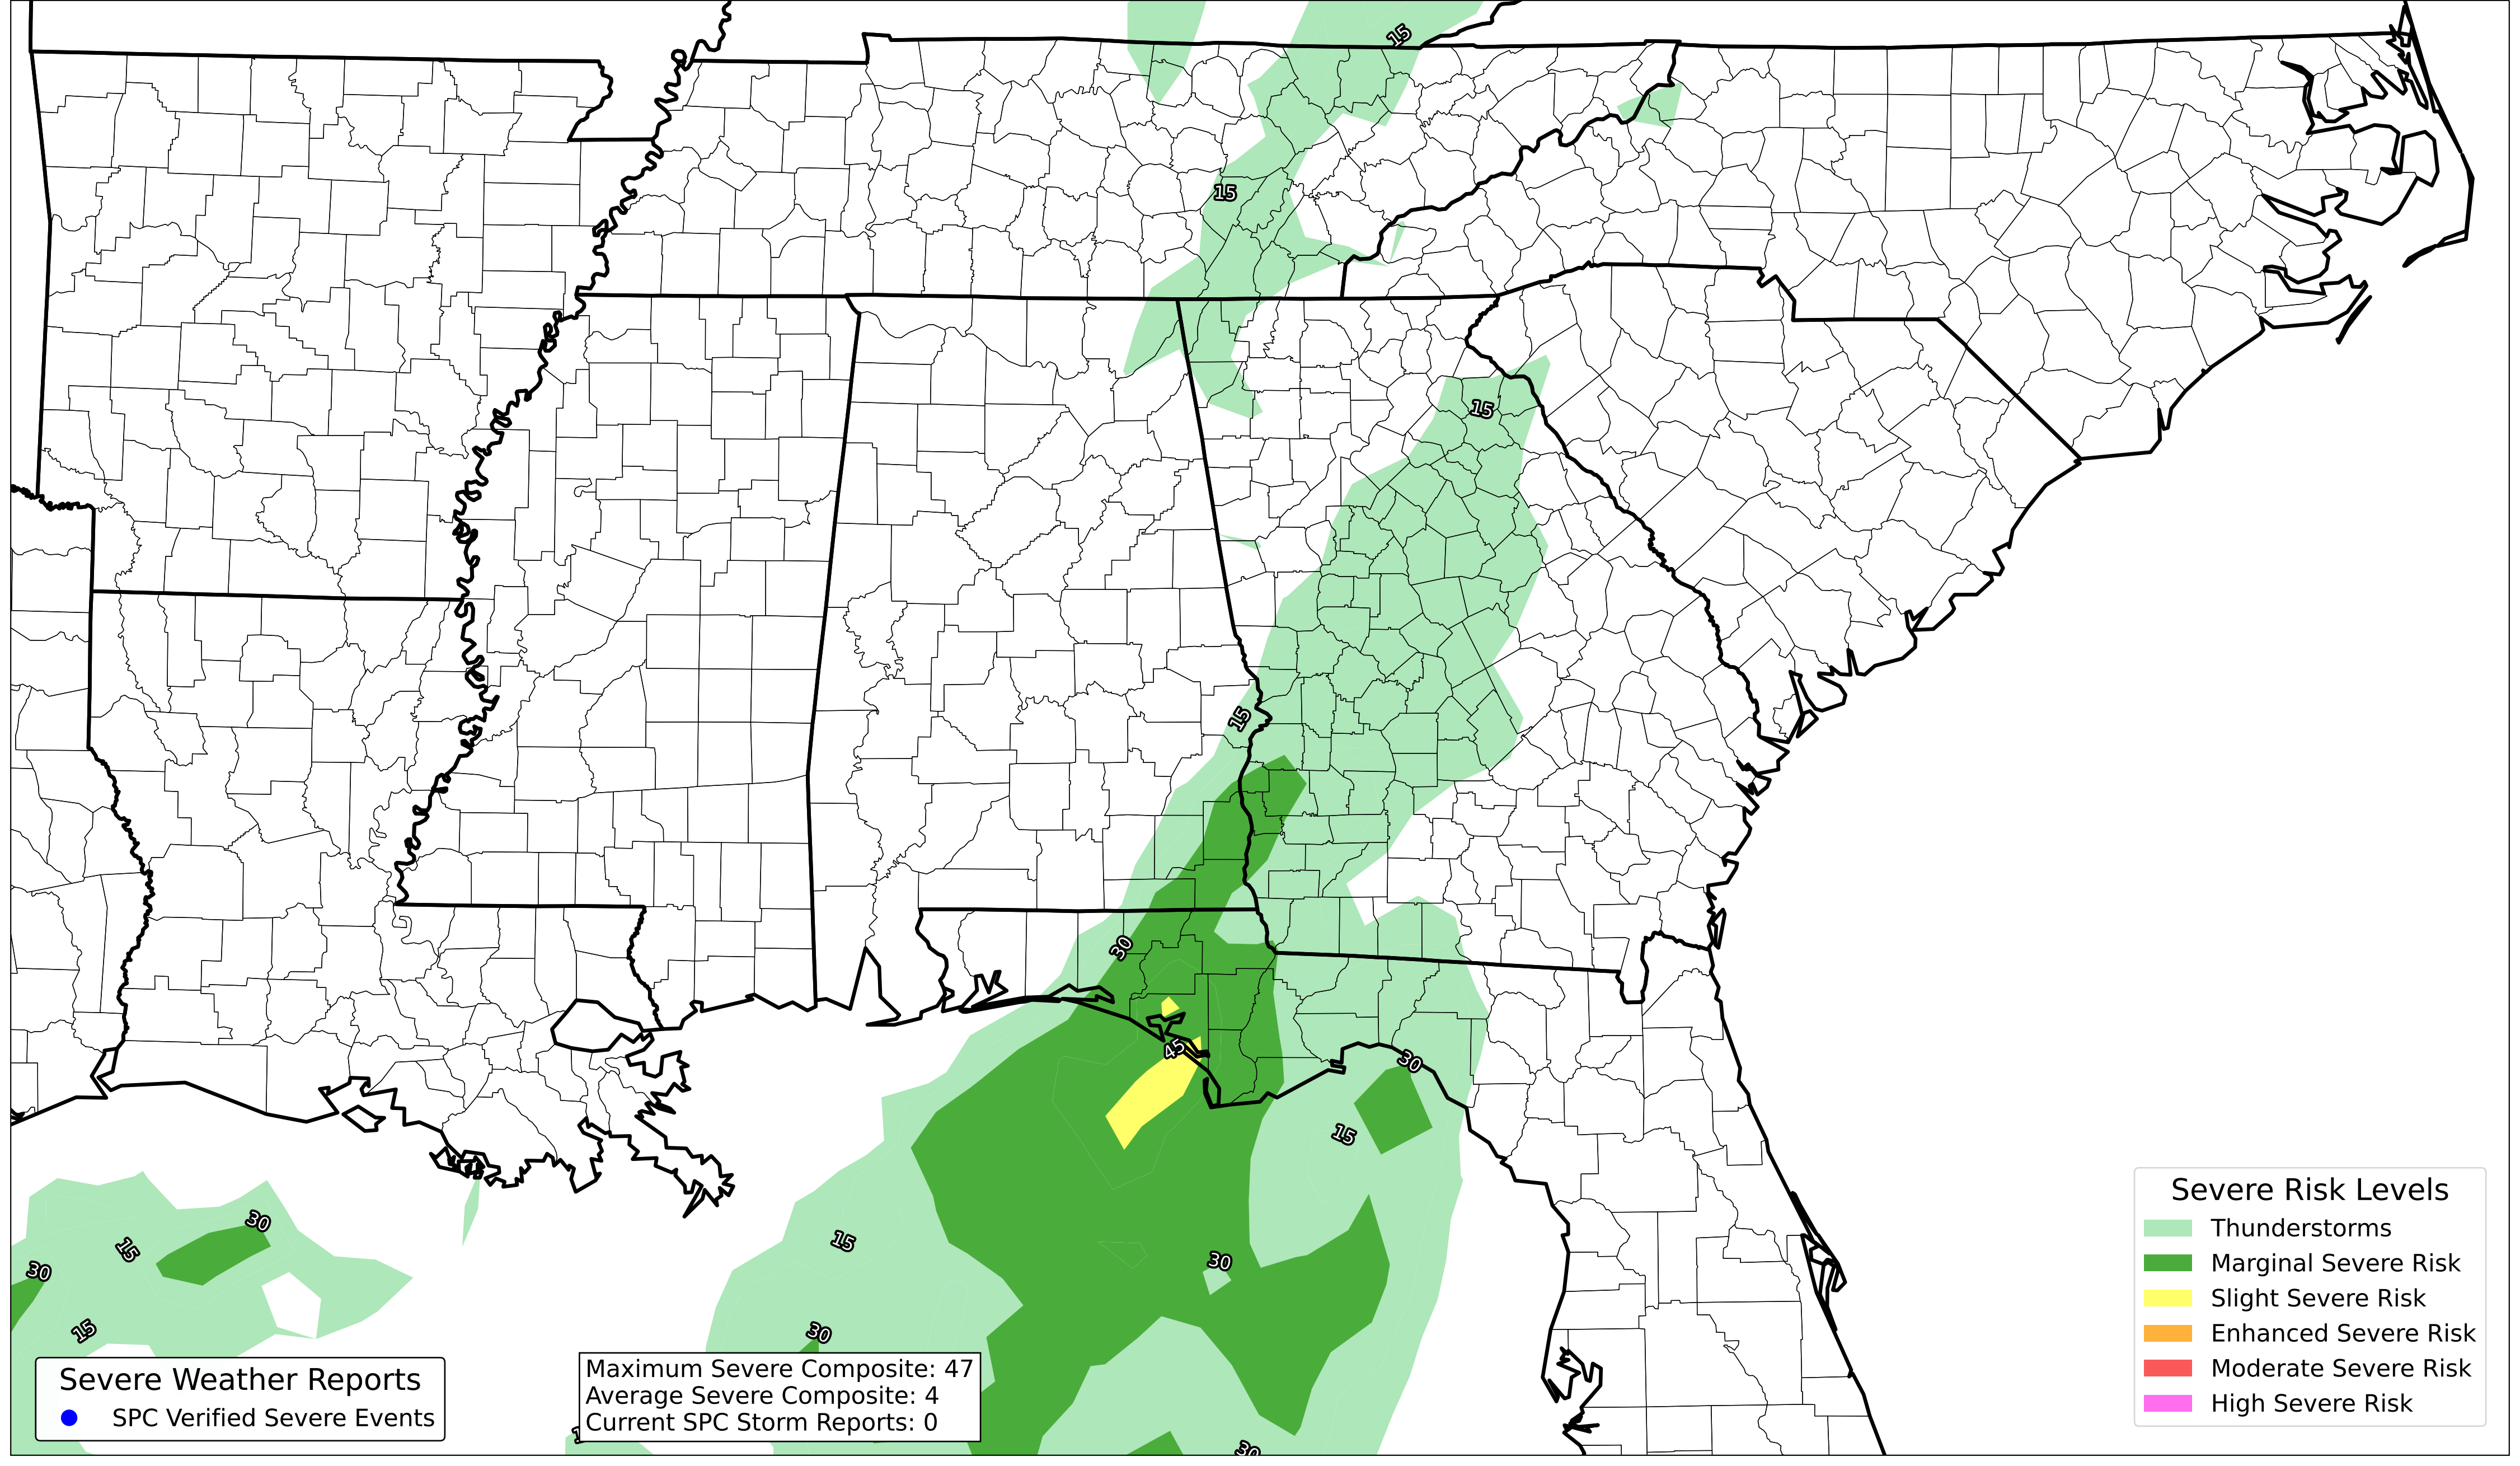 15
15
15
15
30
45
30
15
15
30
15
30
30
30
15
30
Severe Weather Reports
SPC Verified Severe Events
Maximum Severe Composite: 47
Average Severe Composite: 4
Current SPC Storm Reports: 0
Severe Risk Levels
Thunderstorms
Marginal Severe Risk
Slight Severe Risk
Enhanced Severe Risk
Moderate Severe Risk
High Severe Risk